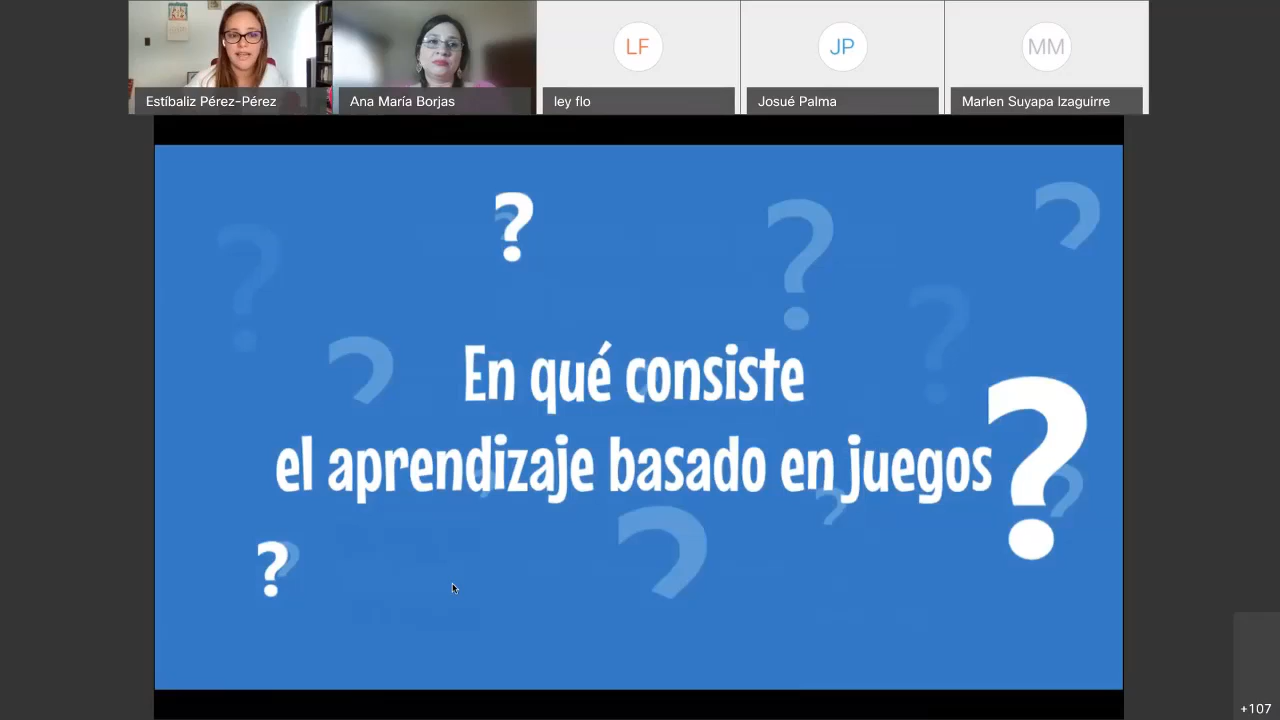 LF
JP
MM
Estíbaliz Pérez-Pérez
Ana María Borjas
ley flo
Josué Palma
Marlen Suyapa Izaguirre
?
En qué consiste
el aprendizaje basado en juegos?
?
+107